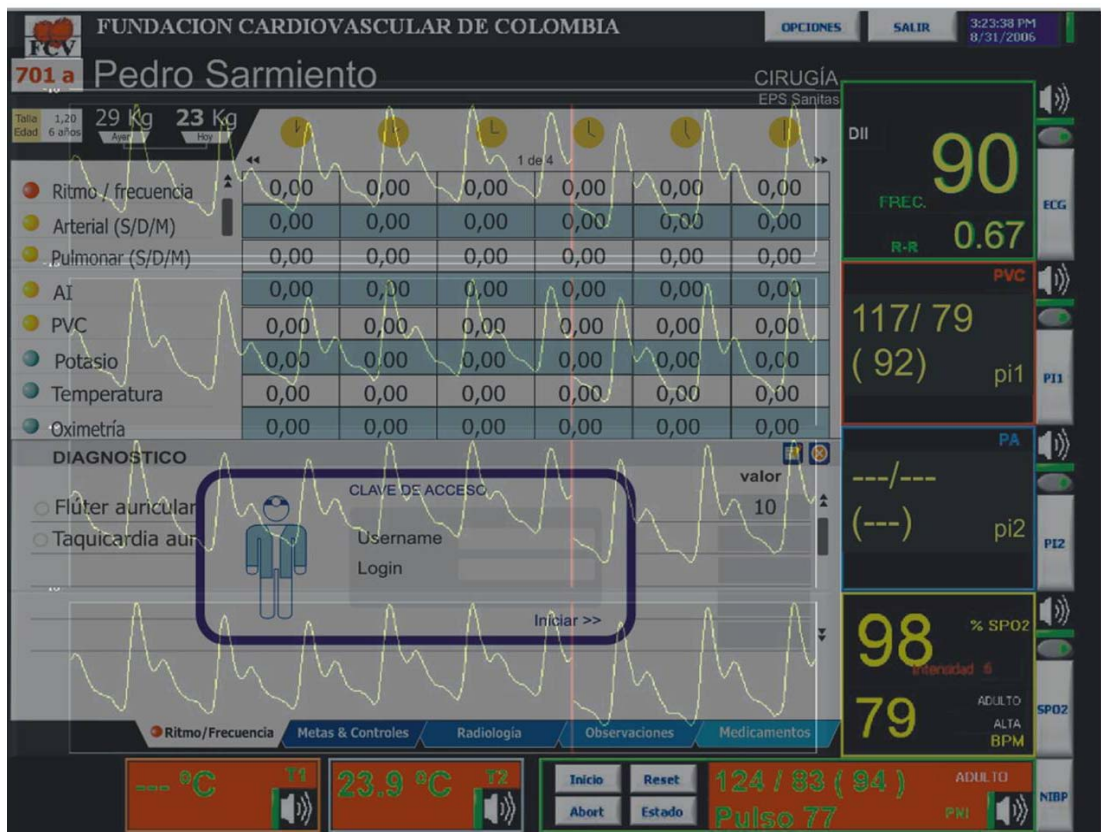 FUNDACION CARDIOVASCULAR DE COLOMBIA
OPCIONES
SALIR
3:23:38 PM
8/31/2006
FCV
701 a
Pedro Sarmiento
CIRUGÍA
EPS Sanitas
Talla 1,20
Edad 6 años
29 Kg
Ayer
23 Kg
Hoy
1 de 4
Ritmo / frecuencia 0,00 0,00 0,00 0,00 0,00 0,00
Arterial (S/D/M) 0,00 0,00 0,00 0,00 0,00 0,00
Pulmonar (S/D/M) 0,00 0,00 0,00 0,00 0,00 0,00
AI 0,00 0,00 0,00 0,00 0,00 0,00
PVC 0,00 0,00 0,00 0,00 0,00 0,00
Potasio 0,00 0,00 0,00 0,00 0,00 0,00
Temperatura 0,00 0,00 0,00 0,00 0,00 0,00
Oximetría 0,00 0,00 0,00 0,00 0,00 0,00
DIAGNOSTICO
valor
Flúter auricular
10
Taquicardia aur
CLAVE DE ACCESO
Username
Login
Iniciar >>
Ritmo/Frecuencia
Metas & Controles
Radiología
Observaciones
Medicamentos
DII
90
FREC.
R-R 0.67
ECG
PVC
117/ 79
( 92) pi1
PI1
PA
---/---
(---) pi2
PI2
98 % SPO2
Intensidad 6
79
ADULTO
ALTA
BPM
SPO2
--- ºC T1
23.9 ºC T2
Inicio
Reset
Abort
Estado
124 / 83 ( 94 )
ADULTO
Pulso 77
PNI
NIBP